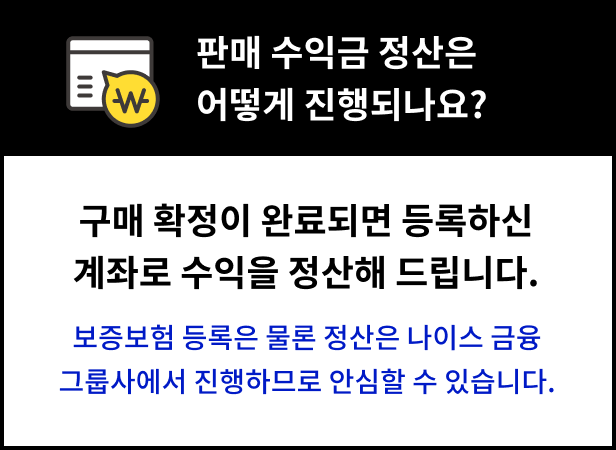 판매 수익금 정산은
어떻게 진행되나요?
₩
구매 확정이 완료되면 등록하신
계좌로 수익을 정산해 드립니다.
보증보험 등록은 물론 정산은 나이스 금융
그룹사에서 진행하므로 안심할 수 있습니다.